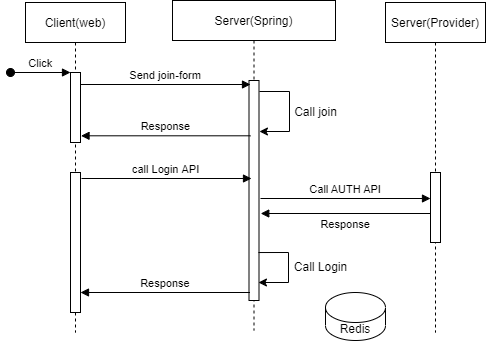 Client(web)
Server(Spring)
Server(Provider)
Click
Send join-form
Call join
Response
call Login API
Call AUTH API
Response
Call Login
Response
Redis